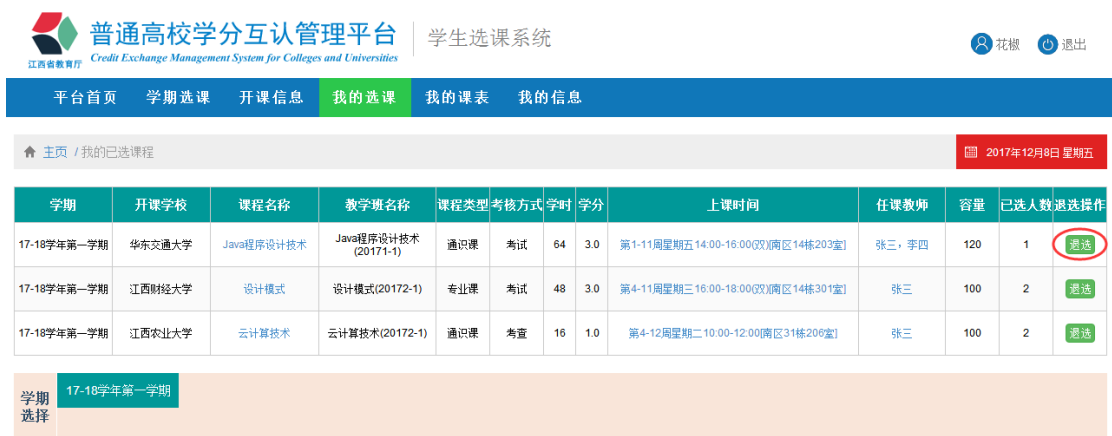 普通高校学分互认管理平台 学生选课系统
江西省教育厅 Credit Exchange Management System for Colleges and Universities
花椒 退出
平台首页 学期选课 开课信息 我的选课 我的课表 我的信息
主页 / 我的已选课程 2017年12月8日 星期五
学期 开课学校 课程名称 教学班名称 课程类型 考核方式 学时 学分 上课时间 任课教师 容量 已选人数 退选操作
17-18学年第一学期 华东交通大学 Java程序设计技术 Java程序设计技术(20171-1) 通识课 考试 64 3.0 第1-11周星期五14:00-16:00(双)[南区14栋203室] 张三，李四 120 1 退选
17-18学年第一学期 江西财经大学 设计模式 设计模式(20172-1) 专业课 考试 48 3.0 第4-11周星期三16:00-18:00(双)[南区14栋301室] 张三 100 2 退选
17-18学年第一学期 江西农业大学 云计算技术 云计算技术(20172-1) 通识课 考查 16 1.0 第4-12周星期二10:00-12:00[南区31栋206室] 张三 100 2 退选
学期选择 17-18学年第一学期